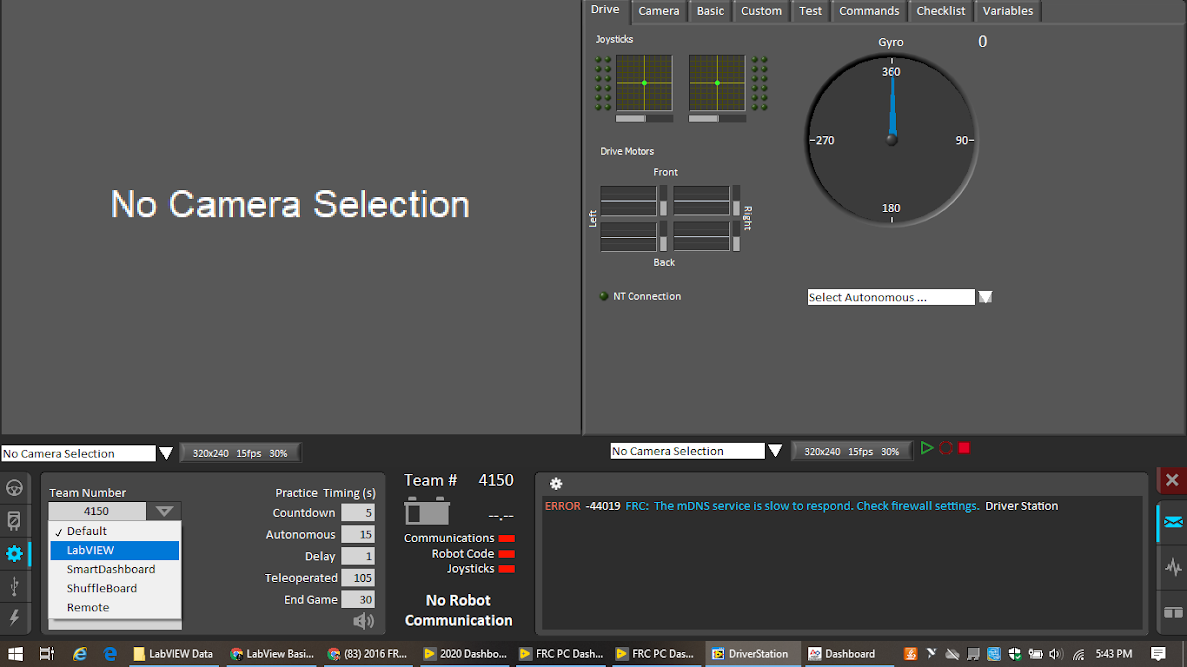 Drive Camera Basic Custom Test Commands Checklist Variables
No Camera Selection
Joysticks
Gyro 0
360
-270 90-
180
Drive Motors
Front
Left
Right
Back
NT Connection
Select Autonomous ...
No Camera Selection 320x240 15fps 30%
No Camera Selection 320x240 15fps 30%
Team Number
4150
✓ Default
LabVIEW
SmartDashboard
ShuffleBoard
Remote
Practice Timing (s)
Countdown 5
Autonomous 15
Delay 1
Teleoperated 105
End Game 30
Team # 4150
--.--
Communications
Robot Code
Joysticks
No Robot
Communication
ERROR -44019 FRC: The mDNS service is slow to respond. Check firewall settings. Driver Station
LabVIEW Data
LabView Basi...
(83) 2016 FR...
2020 Dashbo...
FRC PC Dash...
FRC PC Das...
DriverStation
Dashboard
5:43 PM